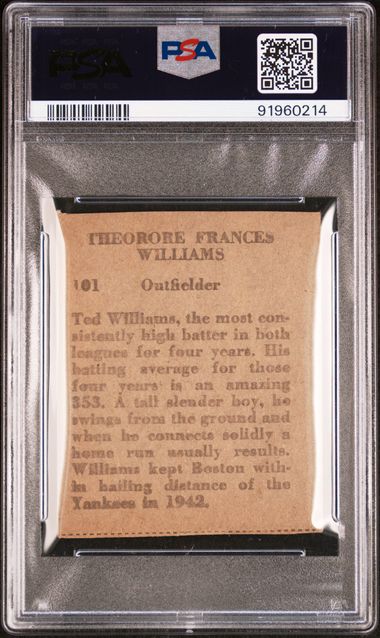 PSA
PSA
91960214
THEORORE FRANCES
WILLIAMS
101 Outfielder
Ted Williams, the most con-
sistently high batter in both
leagues for four years. His
batting average for those
four years is an amazing
353. A tall slender boy, he
swings from the ground and
when he connects solidly a
home run usually results.
Williams kept Boston with-
in hailing distance of the
Yankees in 1942.